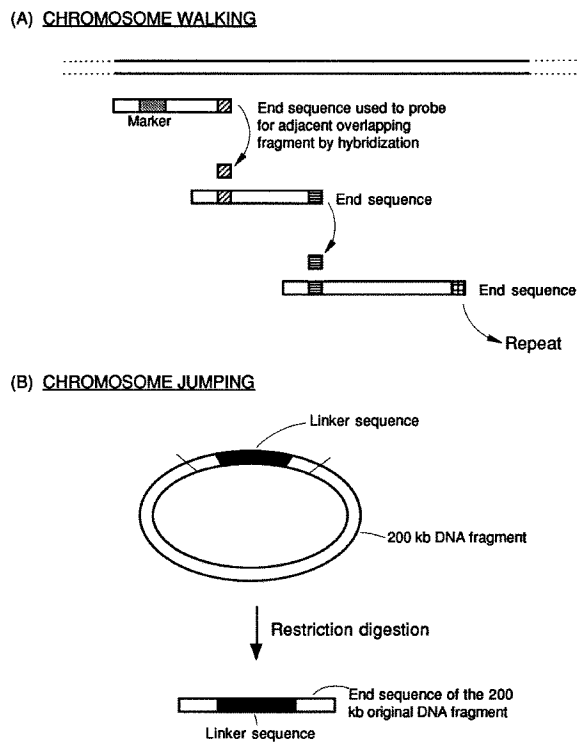 (A) CHROMOSOME WALKING
Marker
End sequence used to probe
for adjacent overlapping
fragment by hybridization
End sequence
End sequence
Repeat
(B) CHROMOSOME JUMPING
Linker sequence
200 kb DNA fragment
Restriction digestion
End sequence of the 200
kb original DNA fragment
Linker sequence